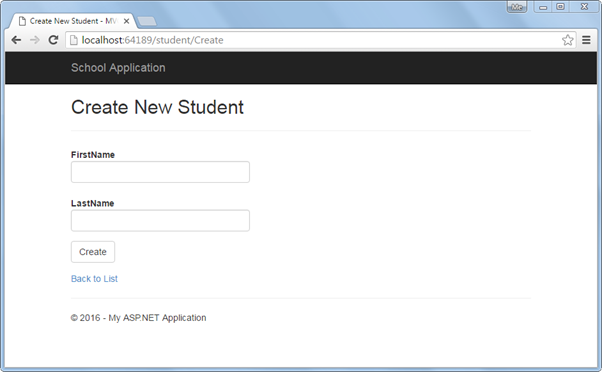 Me
Create New Student - MV
localhost:64189/student/Create
School Application
Create New Student
FirstName
LastName
Create
Back to List
© 2016 - My ASP.NET Application